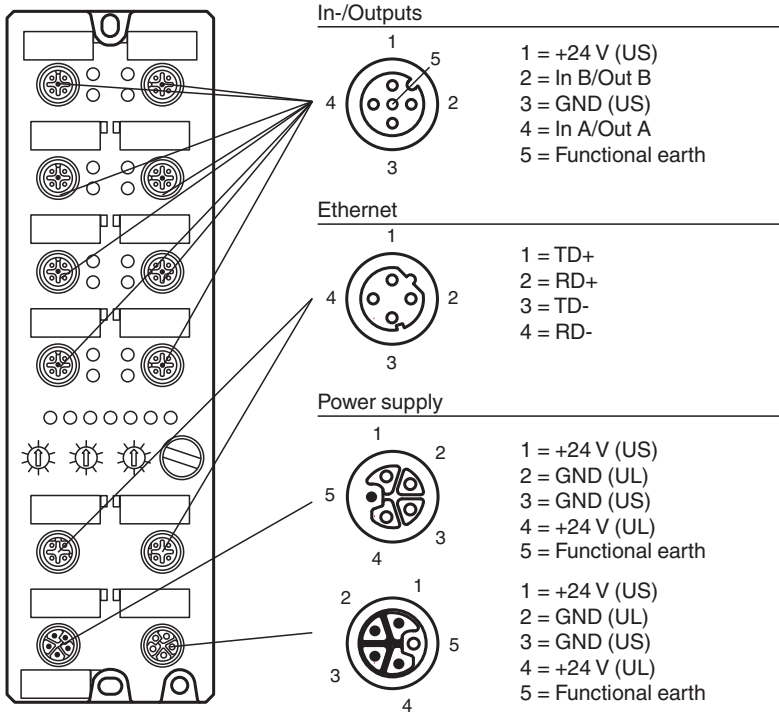 In-/Outputs
1
5
4
2
3
1 = +24 V (US)
2 = In B/Out B
3 = GND (US)
4 = In A/Out A
5 = Functional earth
Ethernet
1
4
2
3
1 = TD+
2 = RD+
3 = TD-
4 = RD-
Power supply
1
2
5
3
4
1 = +24 V (US)
2 = GND (UL)
3 = GND (US)
4 = +24 V (UL)
5 = Functional earth
2
1
5
3
4
1 = +24 V (US)
2 = GND (UL)
3 = GND (US)
4 = +24 V (UL)
5 = Functional earth